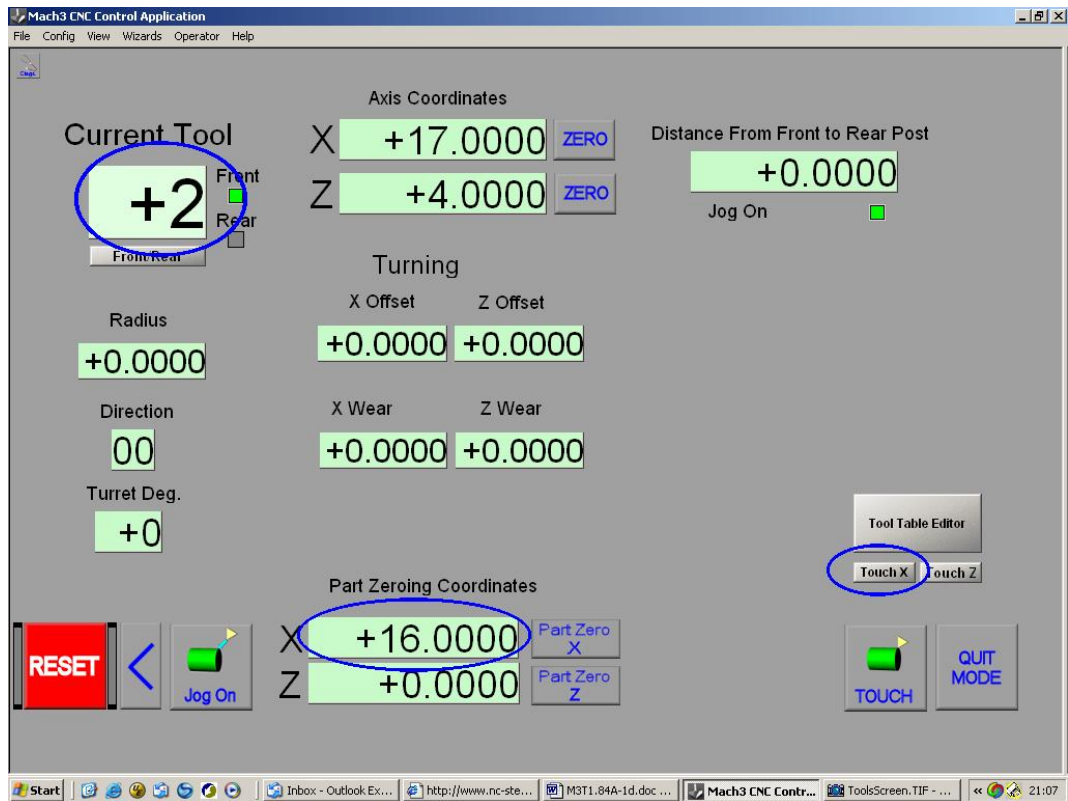 Mach3 CNC Control Application
File Config View Wizards Operator Help
Axis Coordinates
Current Tool
X +17.0000 ZERO
Distance From Front to Rear Post
+0.0000
+2
Front
Z +4.0000 ZERO
Rear
Jog On
Front/Rear
Turning
X Offset Z Offset
Radius
+0.0000 +0.0000
+0.0000
Direction
X Wear Z Wear
00
+0.0000 +0.0000
Turret Deg.
+0
Tool Table Editor
Touch X Touch Z
Part Zeroing Coordinates
X +16.0000 Part Zero X
RESET
<
Jog On
Z +0.0000 Part Zero Z
TOUCH
QUIT MODE
Start Inbox - Outlook Ex... http://www.nc-ste... M3T1.84A-1d.doc ... Mach3 CNC Contr... ToolsScreen.TIF - ... « 21:07